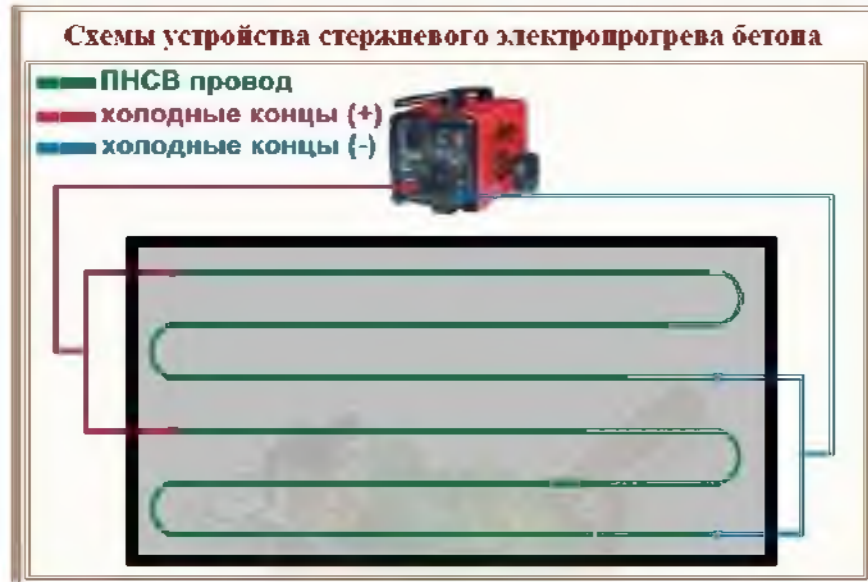 Схемы устройства стержневого электропрогрева бетона
ПНСВ провод
холодные концы (+)
холодные концы (-)